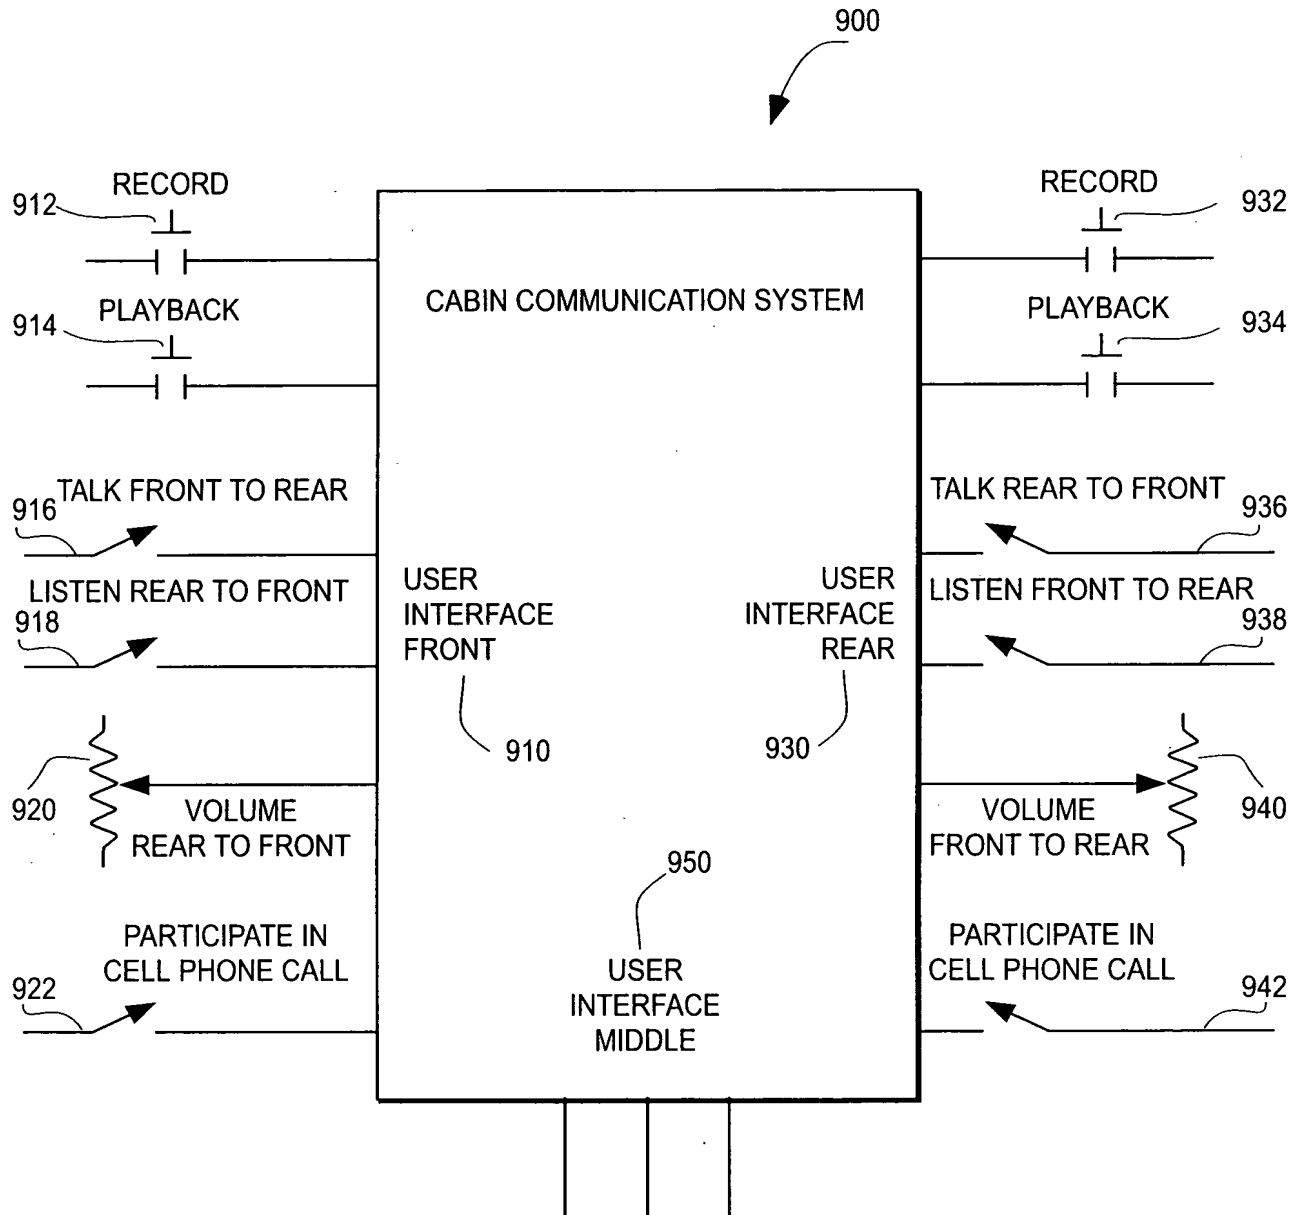 900
RECORD
912
PLAYBACK
914
TALK FRONT TO REAR
916
LISTEN REAR TO FRONT
918
920
VOLUME
REAR TO FRONT
PARTICIPATE IN
CELL PHONE CALL
922
CABIN COMMUNICATION SYSTEM
USER
INTERFACE
FRONT
910
USER
INTERFACE
REAR
930
950
USER
INTERFACE
MIDDLE
RECORD
932
PLAYBACK
934
TALK REAR TO FRONT
936
LISTEN FRONT TO REAR
938
940
VOLUME
FRONT TO REAR
PARTICIPATE IN
CELL PHONE CALL
942